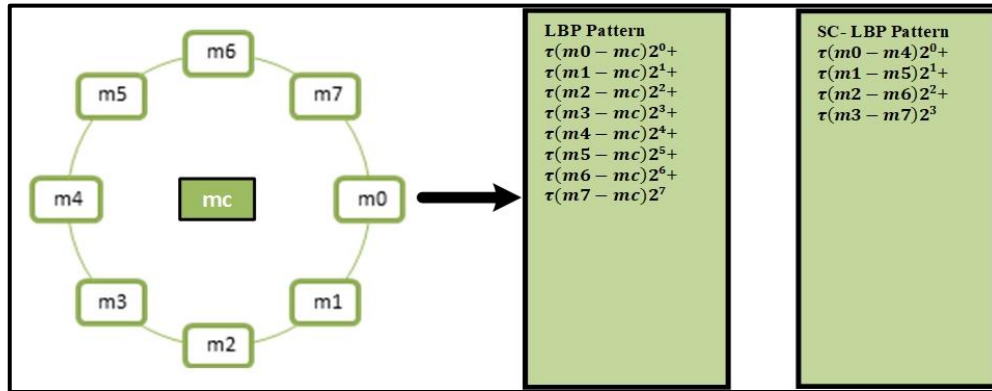 m6
m5
m7
m4
mc
m0
m3
m1
m2
LBP Pattern
τ(m0 − mc)2⁰+
τ(m1 − mc)2¹+
τ(m2 − mc)2²+
τ(m3 − mc)2³+
τ(m4 − mc)2⁴+
τ(m5 − mc)2⁵+
τ(m6 − mc)2⁶+
τ(m7 − mc)2⁷
SC- LBP Pattern
τ(m0 − m4)2⁰+
τ(m1 − m5)2¹+
τ(m2 − m6)2²+
τ(m3 − m7)2³